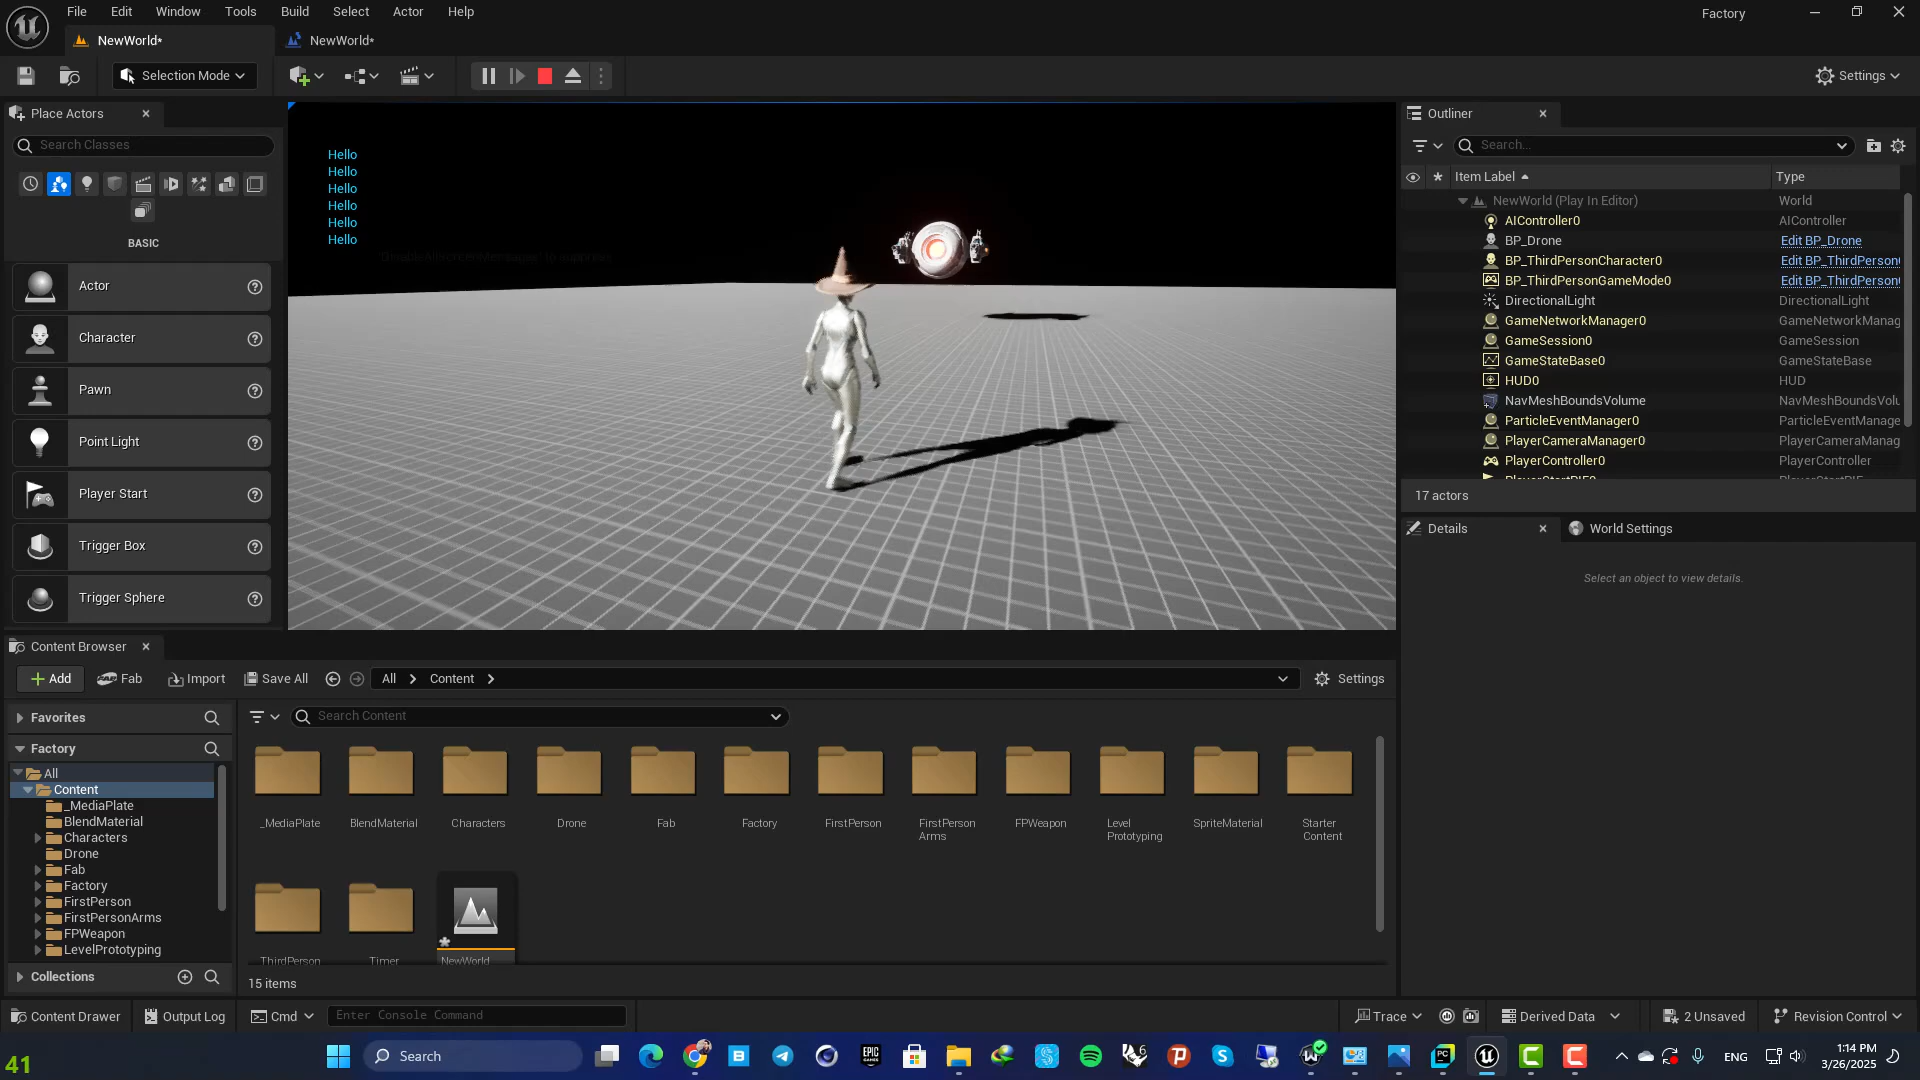 File Edit Window Tools Build Select Actor Help
Factory
NewWorld*
NewWorld*
Selection Mode
Settings
Place Actors
Search Classes
BASIC
Actor
Character
Pawn
Point Light
Player Start
Trigger Box
Trigger Sphere
Hello
Hello
Hello
Hello
Hello
Hello
Outliner
Search...
Item Label Type
NewWorld (Play In Editor) World
AIController0 AIController
BP_Drone Edit BP_Drone
BP_ThirdPersonCharacter0 Edit BP_ThirdPerson
BP_ThirdPersonGameMode0 Edit BP_ThirdPerson
DirectionalLight DirectionalLight
GameNetworkManager0 GameNetworkManag
GameSession0 GameSession
GameStateBase0 GameStateBase
HUD0 HUD
NavMeshBoundsVolume NavMeshBoundsVolu
ParticleEventManager0 ParticleEventManage
PlayerCameraManager0 PlayerCameraManag
PlayerController0 PlayerController
17 actors
Details
World Settings
Select an object to view details.
Content Browser
Add Fab Import Save All All Content Settings
Favorites
Search Content
Factory
All
Content
_MediaPlate
BlendMaterial
Characters
Drone
Fab
Factory
FirstPerson
FirstPersonArms
FPWeapon
LevelPrototyping
Collections
_MediaPlate
BlendMaterial
Characters
Drone
Fab
Factory
FirstPerson
FirstPerson
Arms
FPWeapon
Level
Prototyping
SpriteMaterial
Starter
Content
ThirdPerson
Timer
NewWorld
15 items
Content Drawer Output Log Cmd Enter Console Command Trace Derived Data 2 Unsaved Revision Control
41
Search
ENG
1:14 PM
3/26/2025